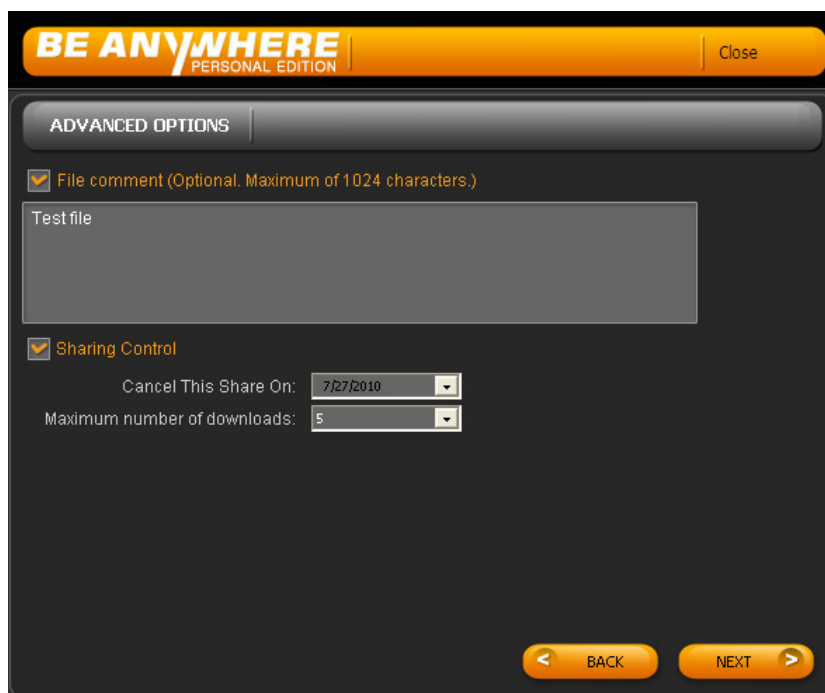 BE ANYWHERE
PERSONAL EDITION
Close
ADVANCED OPTIONS
File comment (Optional. Maximum of 1024 characters.)
Test file
Sharing Control
Cancel This Share On: 7/27/2010
Maximum number of downloads: 5
< BACK
NEXT >